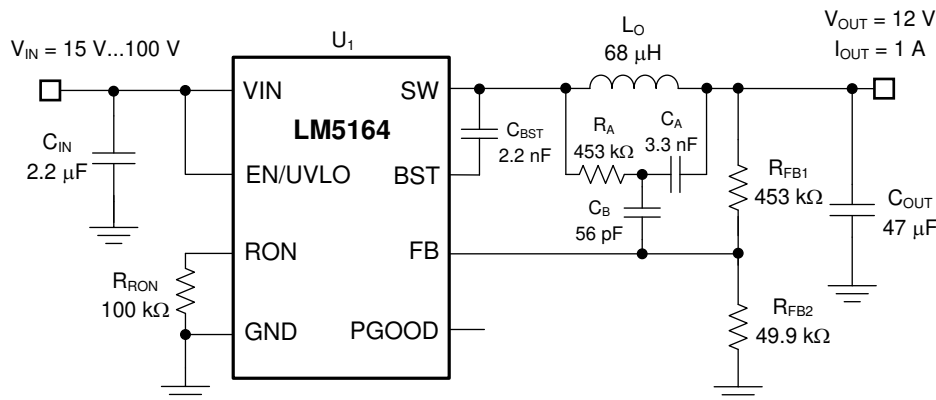 V_IN = 15 V...100 V
U_1
L_O
68 μH
V_OUT = 12 V
I_OUT = 1 A
VIN
SW
LM5164
C_IN
2.2 μF
EN/UVLO
BST
C_BST
2.2 nF
R_A
453 kΩ
C_A
3.3 nF
C_B
56 pF
R_FB1
453 kΩ
C_OUT
47 μF
RON
FB
R_RON
100 kΩ
GND
PGOOD
R_FB2
49.9 kΩ